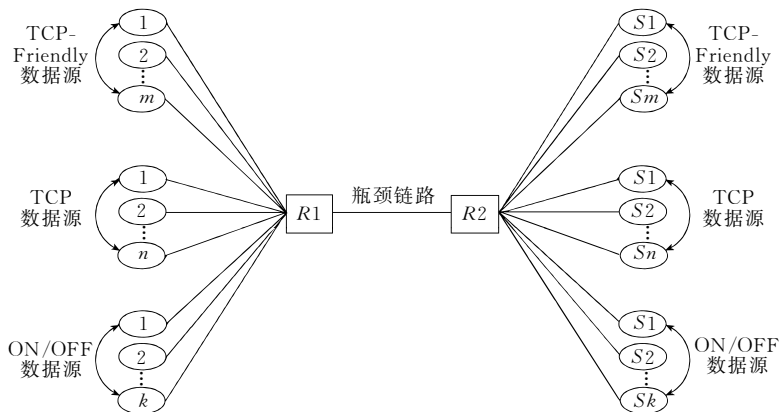 TCP-
Friendly
数据源
1
2
⋮
m
TCP
数据源
1
2
⋮
n
ON/OFF
数据源
1
2
⋮
k
R1
瓶颈链路
R2
S1
S2
⋮
Sm
TCP-
Friendly
数据源
S1
S2
⋮
Sn
TCP
数据源
S1
S2
⋮
Sk
ON/OFF
数据源